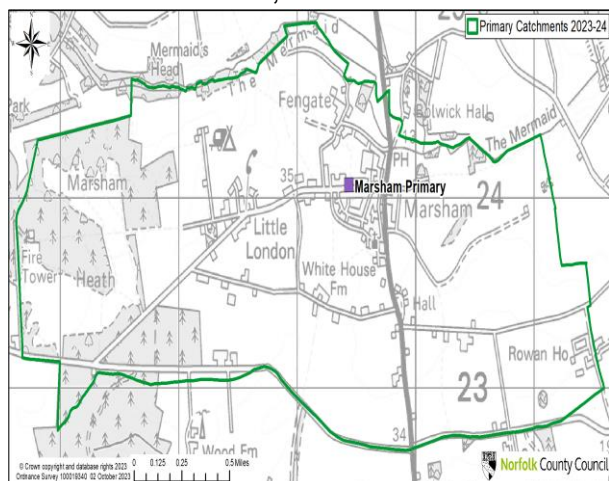 Primary Catchments 2023-24
Mermaid's
Head
The Mermaid
Park
Fengate
Bolwick Hall
The Mermaid
PH
35
Marsham Primary
Marsham
24
Marsham
Little
London
Fire
Tower
Heath
White House
Fm
Hall
Rowan Ho
23
34
Wood Fm
© Crown copyright and database rights 2023
Ordnance Survey 100019340 02 October 2023
0 0.125 0.25 0.5 Miles
Norfolk County Council